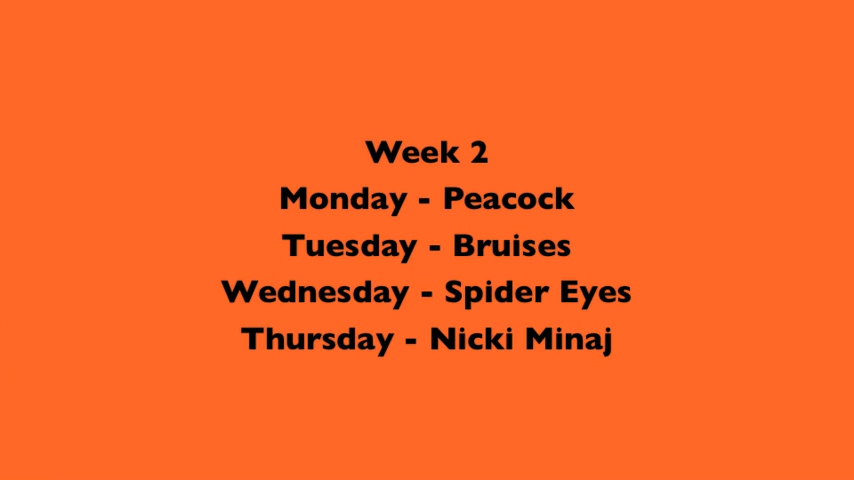 Week 2
Monday - Peacock
Tuesday - Bruises
Wednesday - Spider Eyes
Thursday - Nicki Minaj